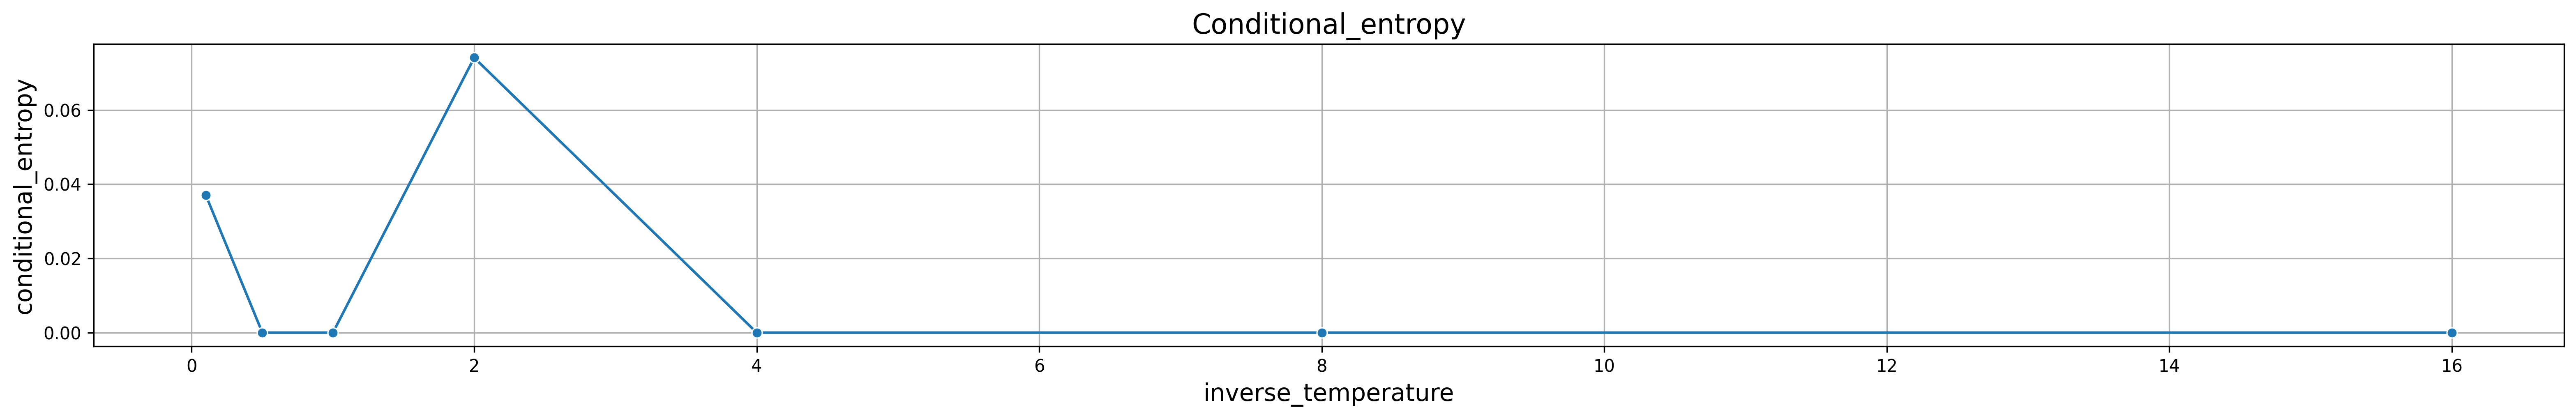 Conditional_entropy
conditional_entropy
0.06
0.04
0.02
0.00
0 2 4 6 8 10 12 14 16
inverse_temperature